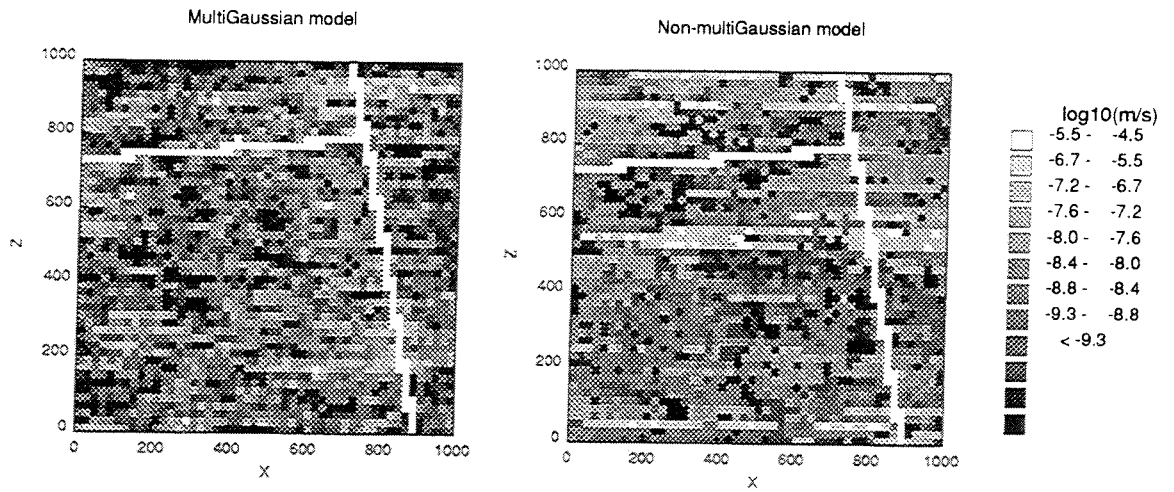 MultiGaussian model
Non-multiGaussian model
1000
800
600
400
200
0
Z
0 200 400 600 800 1000
X
1000
800
600
400
200
0
Z
0 200 400 600 800 1000
X
log10(m/s)
-5.5 - -4.5
-6.7 - -5.5
-7.2 - -6.7
-7.6 - -7.2
-8.0 - -7.6
-8.4 - -8.0
-8.8 - -8.4
-9.3 - -8.8
< -9.3